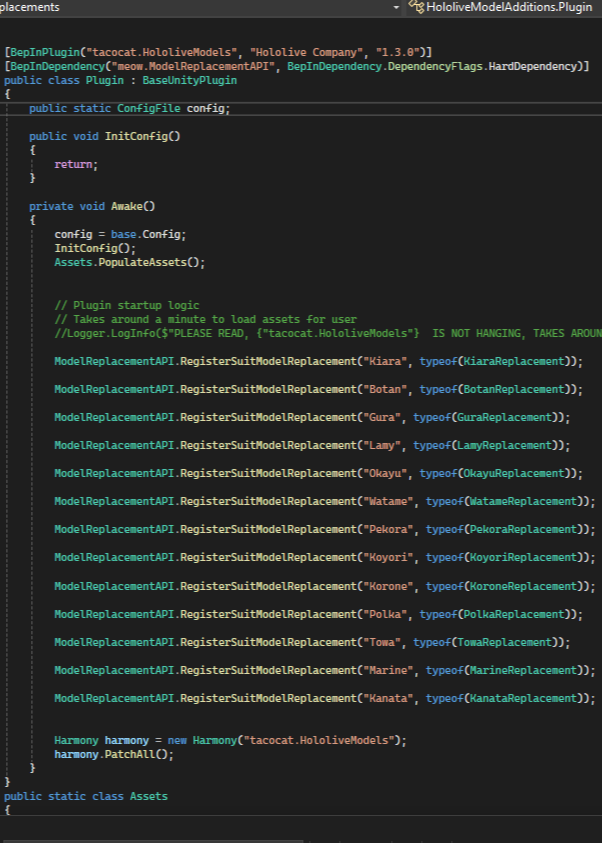 placements
HololiveModelAdditions.Plugin
[BepInPlugin("tacocat.HololiveModels", "Hololive Company", "1.3.0")]
[BepInDependency("meow.ModelReplacementAPI", BepInDependency.DependencyFlags.HardDependency)]
public class Plugin : BaseUnityPlugin
{
public static ConfigFile config;
public void InitConfig()
{
return;
}
private void Awake()
{
config = base.Config;
InitConfig();
Assets.PopulateAssets();
// Plugin startup logic
// Takes around a minute to load assets for user
//Logger.LogInfo($"PLEASE READ, {"tacocat.HololiveModels"}  IS NOT HANGING, TAKES AROUN
ModelReplacementAPI.RegisterSuitModelReplacement("Kiara", typeof(KiaraReplacement));
ModelReplacementAPI.RegisterSuitModelReplacement("Botan", typeof(BotanReplacement));
ModelReplacementAPI.RegisterSuitModelReplacement("Gura", typeof(GuraReplacement));
ModelReplacementAPI.RegisterSuitModelReplacement("Lamy", typeof(LamyReplacement));
ModelReplacementAPI.RegisterSuitModelReplacement("Okayu", typeof(OkayuReplacement));
ModelReplacementAPI.RegisterSuitModelReplacement("Watame", typeof(WatameReplacement));
ModelReplacementAPI.RegisterSuitModelReplacement("Pekora", typeof(PekoraReplacement));
ModelReplacementAPI.RegisterSuitModelReplacement("Koyori", typeof(KoyoriReplacement));
ModelReplacementAPI.RegisterSuitModelReplacement("Korone", typeof(KoroneReplacement));
ModelReplacementAPI.RegisterSuitModelReplacement("Polka", typeof(PolkaReplacement));
ModelReplacementAPI.RegisterSuitModelReplacement("Towa", typeof(TowaReplacement));
ModelReplacementAPI.RegisterSuitModelReplacement("Marine", typeof(MarineReplacement));
ModelReplacementAPI.RegisterSuitModelReplacement("Kanata", typeof(KanataReplacement));
Harmony harmony = new Harmony("tacocat.HololiveModels");
harmony.PatchAll();
}
}
public static class Assets
{